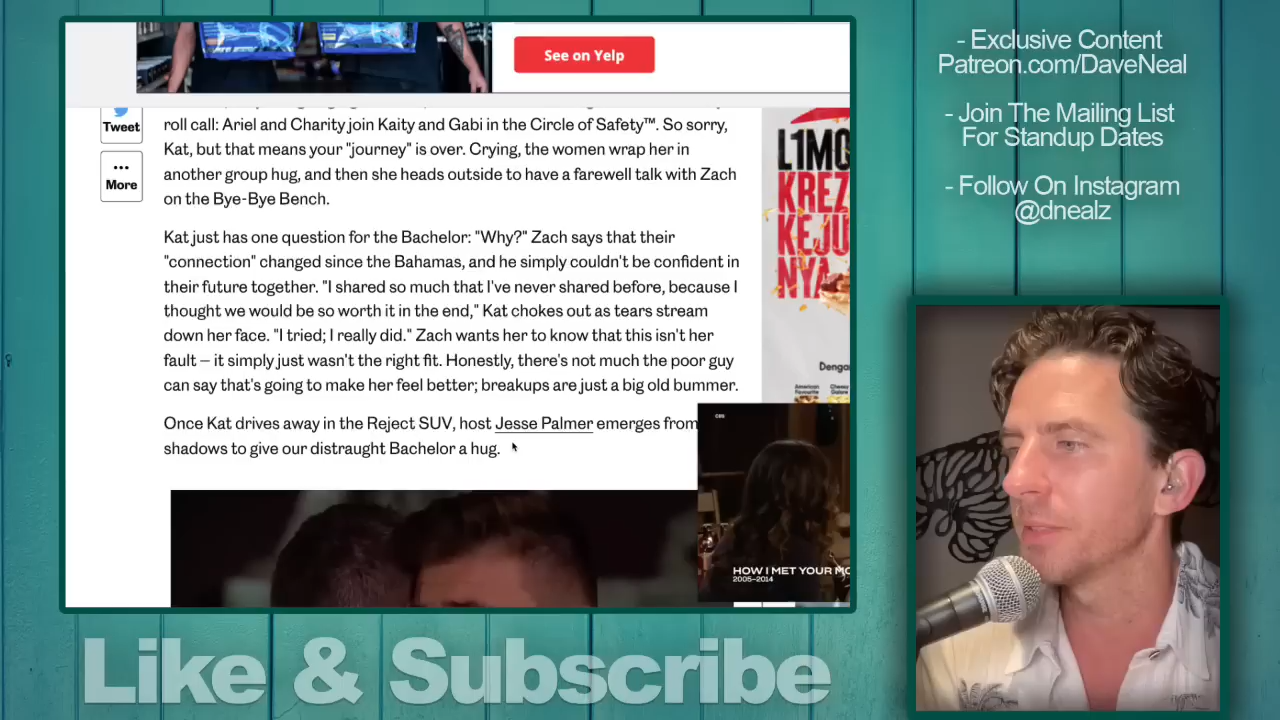 See on Yelp
Tweet
More
roll call: Ariel and Charity join Kaity and Gabi in the Circle of Safety™. So sorry,
Kat, but that means your "journey" is over. Crying, the women wrap her in
another group hug, and then she heads outside to have a farewell talk with Zach
on the Bye-Bye Bench.
Kat just has one question for the Bachelor: "Why?" Zach says that their
"connection" changed since the Bahamas, and he simply couldn't be confident in
their future together. "I shared so much that I've never shared before, because I
thought we would be so worth it in the end," Kat chokes out as tears stream
down her face. "I tried; I really did." Zach wants her to know that this isn't her
fault — it simply just wasn't the right fit. Honestly, there's not much the poor guy
can say that's going to make her feel better; breakups are just a big old bummer.
Once Kat drives away in the Reject SUV, host Jesse Palmer emerges from
shadows to give our distraught Bachelor a hug.
L1MO
KREZ
KEJU
NYA
Denga
American
Favourite
Cheesy
CBS
HOW I MET YOUR MO
2005–2014
- Exclusive Content
Patreon.com/DaveNeal
- Join The Mailing List
For Standup Dates
- Follow On Instagram
@dnealz
Like & Subscribe